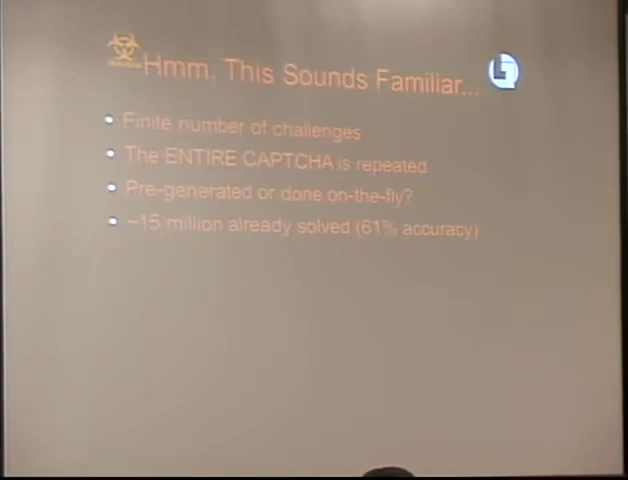 Hmm, This Sounds Familiar...
Finite number of challenges
The ENTIRE CAPTCHA is repeated
Pre-generated or done on-the-fly?
~15 million already solved (61% accuracy)